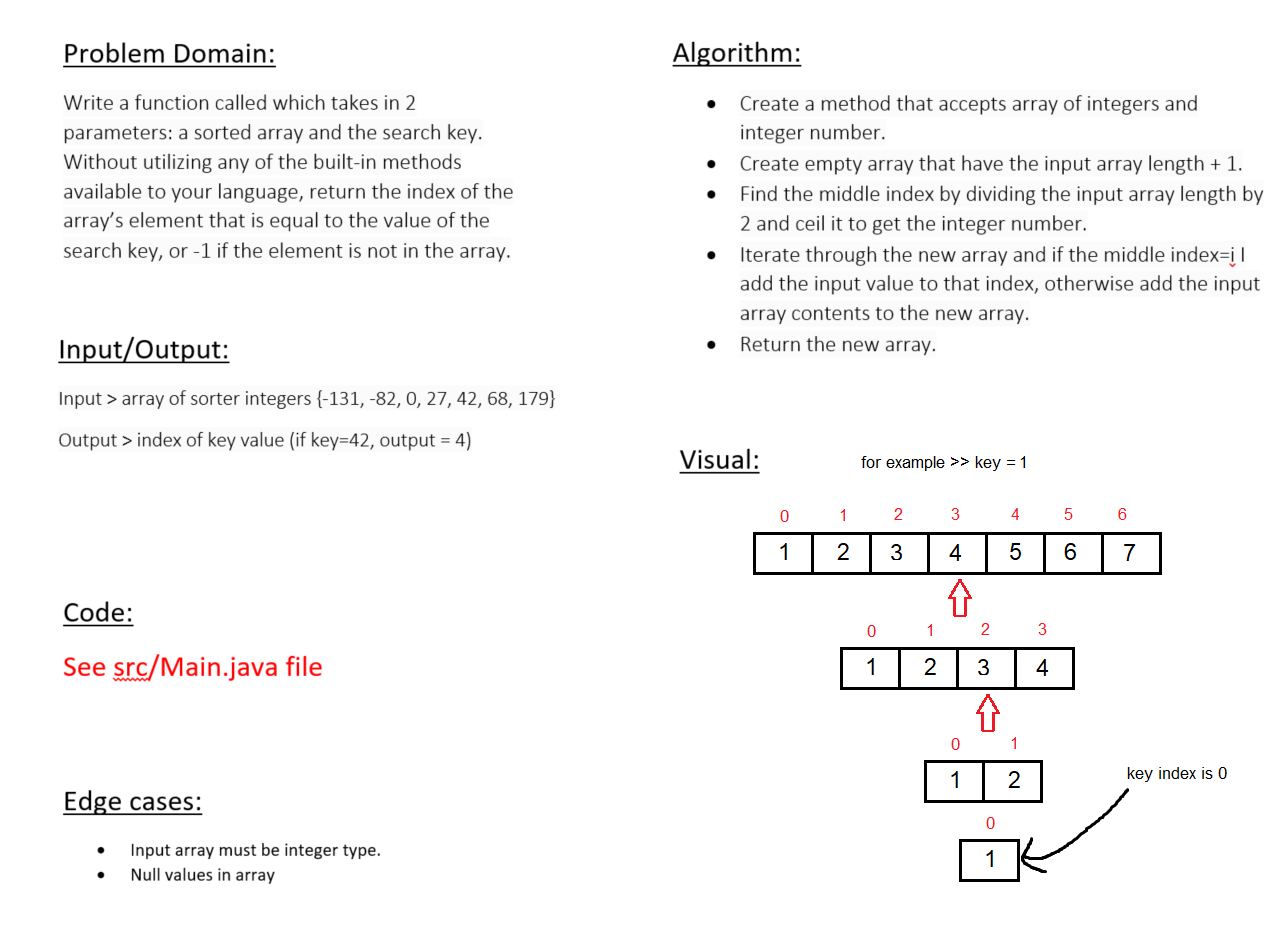 Problem Domain:
Write a function called which takes in 2
parameters: a sorted array and the search key.
Without utilizing any of the built-in methods
available to your language, return the index of the
array's element that is equal to the value of the
search key, or -1 if the element is not in the array.
Input/Output:
Input > array of sorter integers {-131, -82, 0, 27, 42, 68, 179}
Output > index of key value (if key=42, output = 4)
Code:
See src/Main.java file
Edge cases:
• Input array must be integer type.
• Null values in array
Algorithm:
• Create a method that accepts array of integers and
integer number.
• Create empty array that have the input array length + 1.
• Find the middle index by dividing the input array length by
2 and ceil it to get the integer number.
• Iterate through the new array and if the middle index=i I
add the input value to that index, otherwise add the input
array contents to the new array.
• Return the new array.
Visual:
for example >> key = 1
0 1 2 3 4 5 6
1 2 3 4 5 6 7
0 1 2 3
1 2 3 4
0 1
1 2
key index is 0
0
1